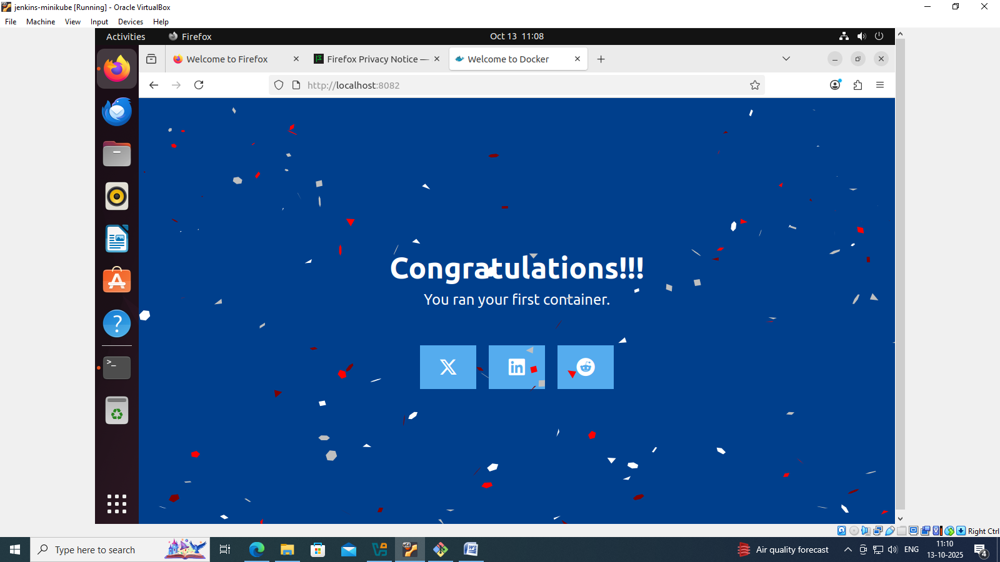 jenkins-minikube [Running] - Oracle VirtualBox
File Machine View Input Devices Help
Activities Firefox Oct 13 11:08
Welcome to Firefox Firefox Privacy Notice — Welcome to Docker
http://localhost:8082
Congratulations!!!
You ran your first container.
Right Ctrl
Type here to search
Air quality forecast
ENG
11:10
13-10-2025
4